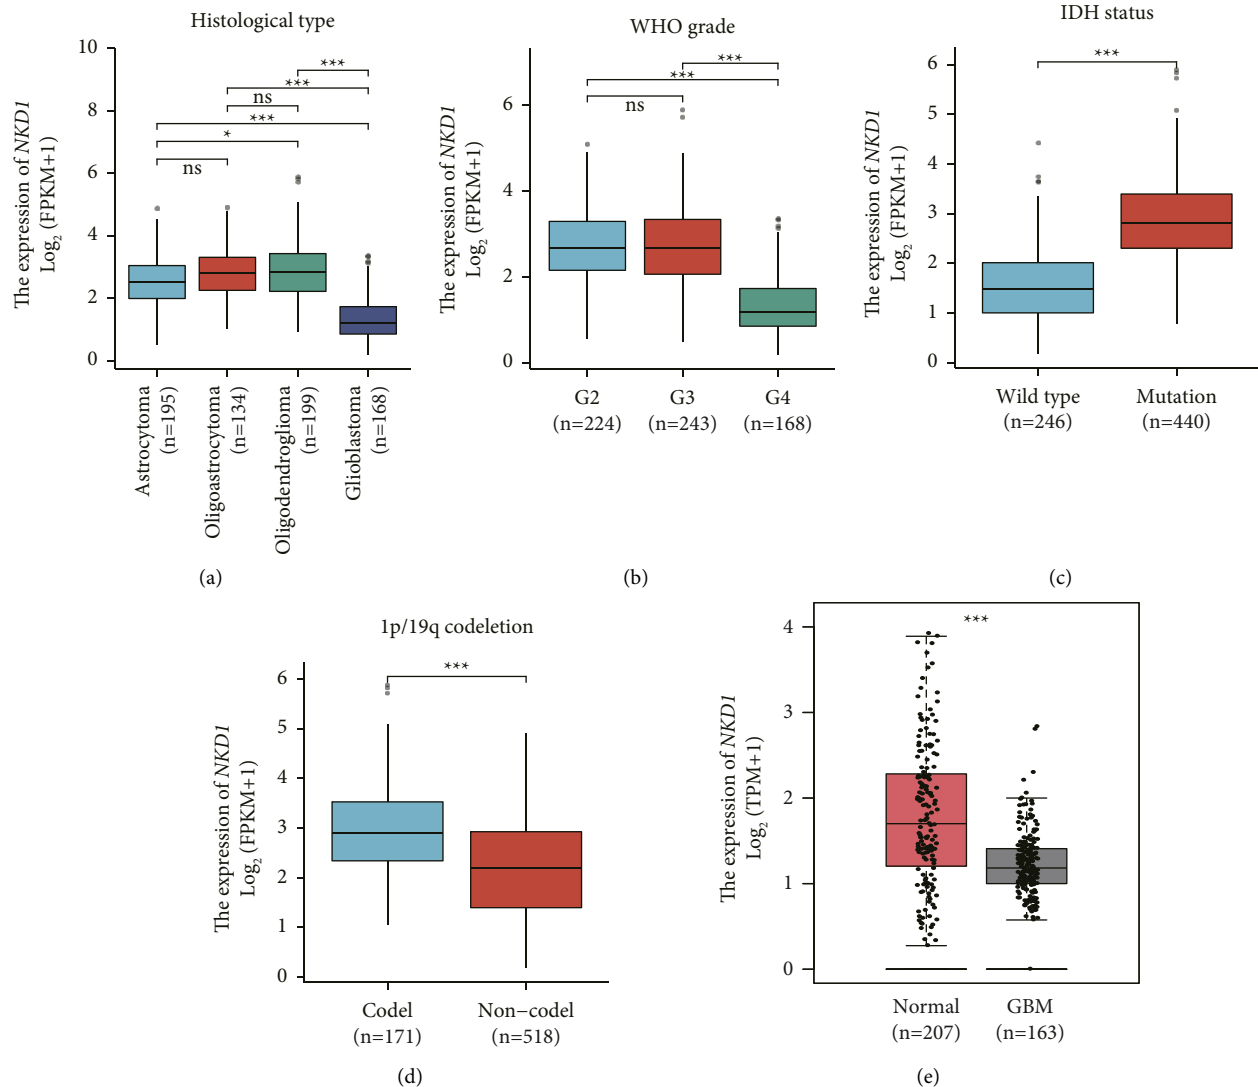 Histological type
The expression of NKD1
Log2 (FPKM+1)
10
8
6
4
2
0
***
***
ns
***
*
ns
Astrocytoma
(n=195)
Oligoastrocytoma
(n=134)
Oligodendroglioma
(n=199)
Glioblastoma
(n=168)
(a)
WHO grade
The expression of NKD1
Log2 (FPKM+1)
6
4
2
0
***
***
ns
G2
(n=224)
G3
(n=243)
G4
(n=168)
(b)
IDH status
The expression of NKD1
Log2 (FPKM+1)
6
5
4
3
2
1
0
***
Wild type
(n=246)
Mutation
(n=440)
(c)
1p/19q codeletion
The expression of NKD1
Log2 (FPKM+1)
6
5
4
3
2
1
0
***
Codel
(n=171)
Non−codel
(n=518)
(d)
The expression of NKD1
Log2 (TPM+1)
4
3
2
1
0
***
Normal
(n=207)
GBM
(n=163)
(e)